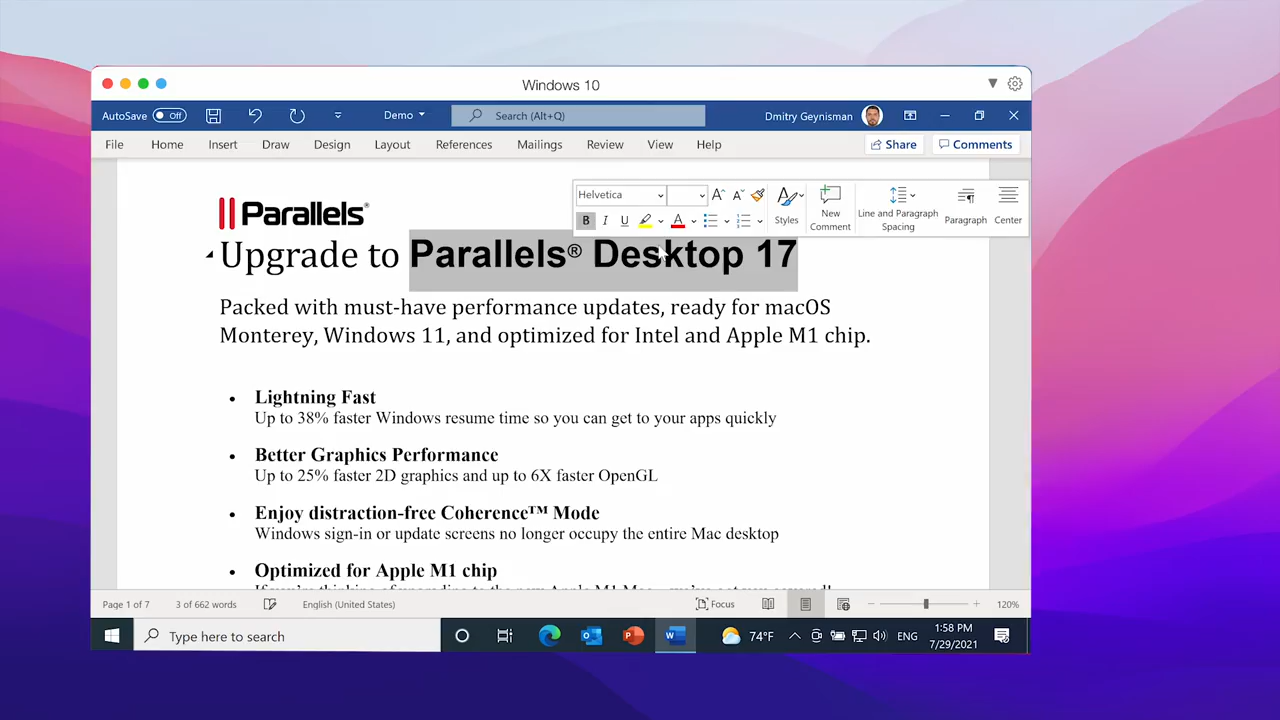 Windows 10
AutoSave Off Demo Search (Alt+Q) Dmitry Geynisman
File Home Insert Draw Design Layout References Mailings Review View Help Share Comments
Parallels®
Helvetica A^ A˅ Styles New Comment Line and Paragraph Spacing Paragraph Center
B I U A
Upgrade to Parallels® Desktop 17
Packed with must-have performance updates, ready for macOS
Monterey, Windows 11, and optimized for Intel and Apple M1 chip.
• Lightning Fast
Up to 38% faster Windows resume time so you can get to your apps quickly
• Better Graphics Performance
Up to 25% faster 2D graphics and up to 6X faster OpenGL
• Enjoy distraction-free Coherence™ Mode
Windows sign-in or update screens no longer occupy the entire Mac desktop
• Optimized for Apple M1 chip
Page 1 of 7 3 of 662 words English (United States) Focus 120%
Type here to search 74°F ENG 1:58 PM
7/29/2021